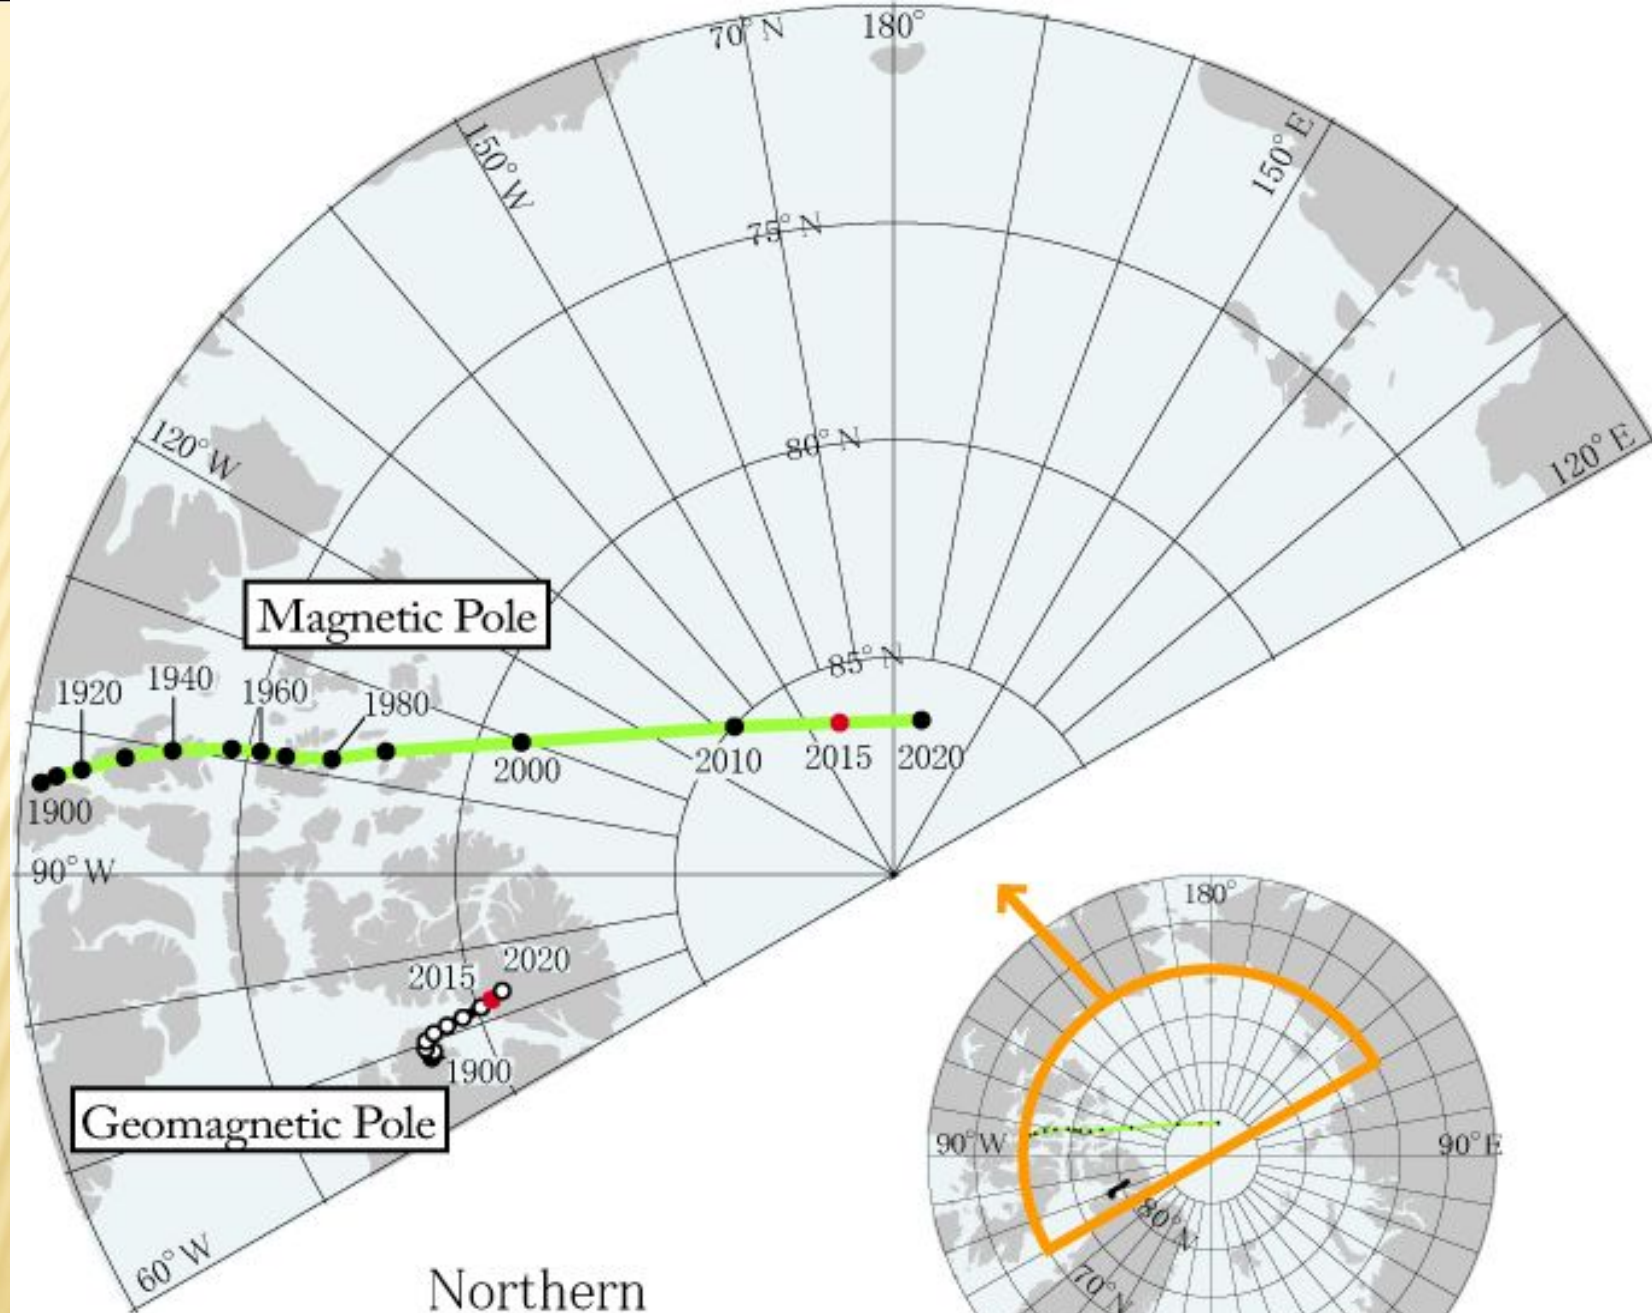 70° N
180°
150° W
150° E
75° N
120° W
80° N
120° E
Magnetic Pole
85° N
1920
1940
1960
1980
1900
2000
2010
2015
2020
90° W
2015
2020
1900
Geomagnetic Pole
60° W
Northern
180°
90°W
90°E
80°N
70°N